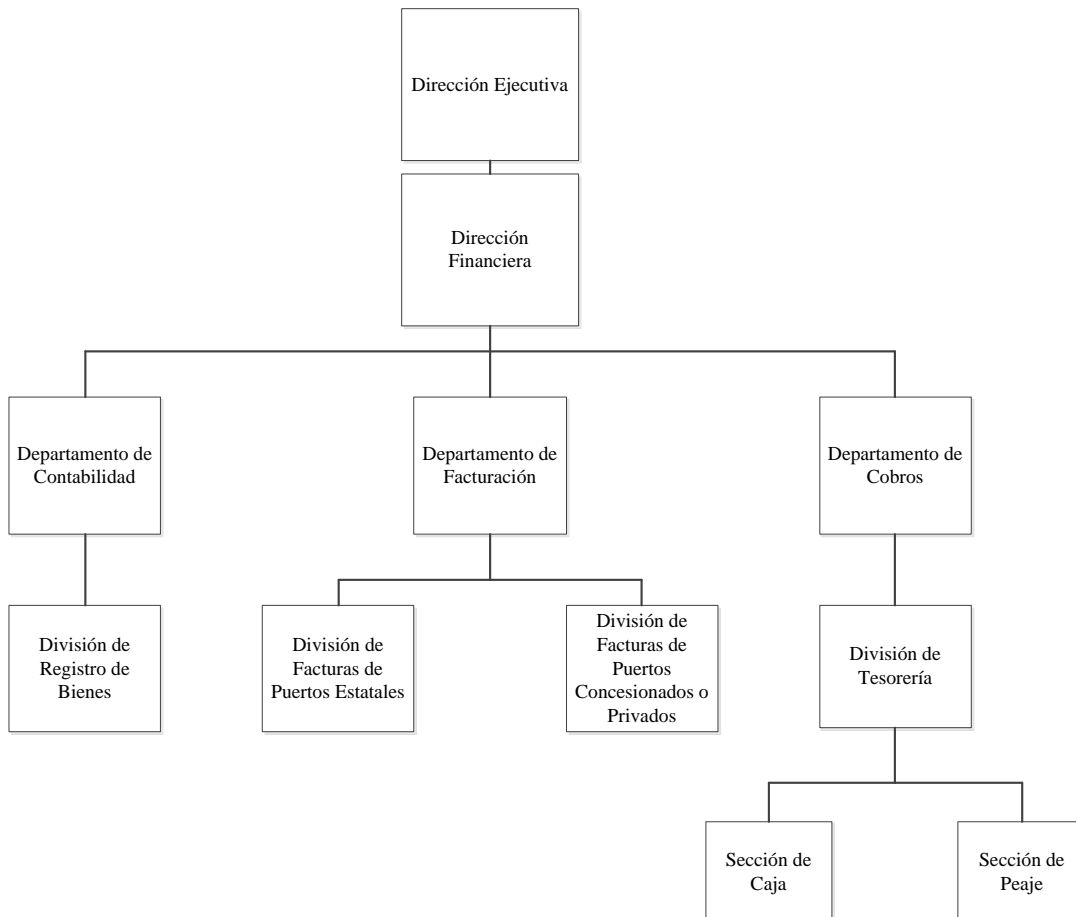 Dirección Ejecutiva
Dirección
Financiera
Departamento de
Contabilidad
Departamento de
Facturación
Departamento de
Cobros
División de
Registro de
Bienes
División de
Facturas de
Puertos Estatales
División de
Facturas de
Puertos
Concesionados o
Privados
División de
Tesorería
Sección de
Caja
Sección de
Peaje